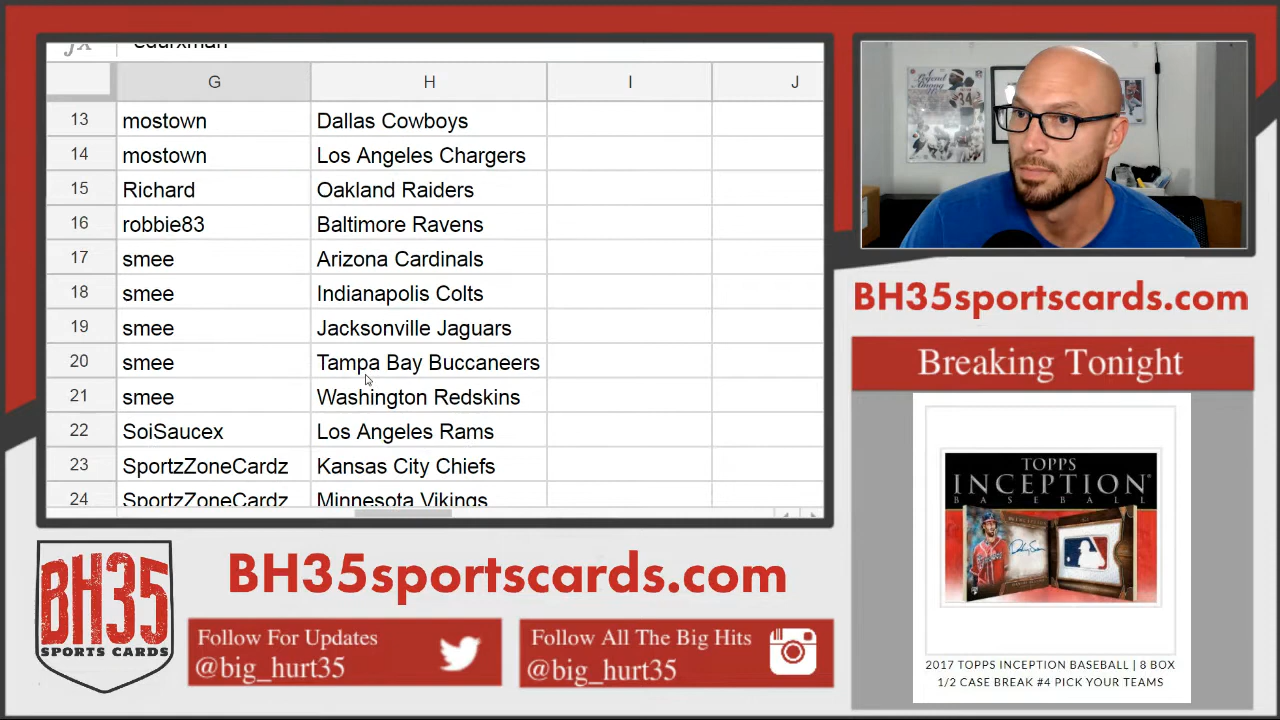 G H I J
13 mostown Dallas Cowboys
14 mostown Los Angeles Chargers
15 Richard Oakland Raiders
16 robbie83 Baltimore Ravens
17 smee Arizona Cardinals
18 smee Indianapolis Colts
19 smee Jacksonville Jaguars
20 smee Tampa Bay Buccaneers
21 smee Washington Redskins
22 SoiSaucex Los Angeles Rams
23 SportzZoneCardz Kansas City Chiefs
24 SportzZoneCardz Minnesota Vikings
BH35sportscards.com
Breaking Tonight
TOPPS
INCEPTION
BASEBALL
2017 TOPPS INCEPTION BASEBALL | 8 BOX
1/2 CASE BREAK #4 PICK YOUR TEAMS
BH35
SPORTS CARDS
BH35sportscards.com
Follow For Updates
@big_hurt35
Follow All The Big Hits
@big_hurt35